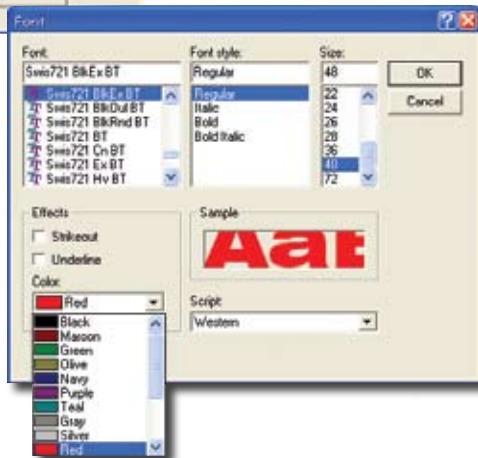 Font
Font:
Swis721 BlkEx BT
Swis721 BlkEx BT
Swis721 BlkOul BT
Swis721 BlkRnd BT
Swis721 BT
Swis721 Cn BT
Swis721 Ex BT
Swis721 Hv BT
Font style:
Regular
Regular
Italic
Bold
Bold Italic
Size:
48
22
24
26
28
36
48
72
OK
Cancel
Effects
Strikeout
Underline
Color:
Red
Black
Maroon
Green
Olive
Navy
Purple
Teal
Gray
Silver
Red
Sample
AaB
Script:
Western